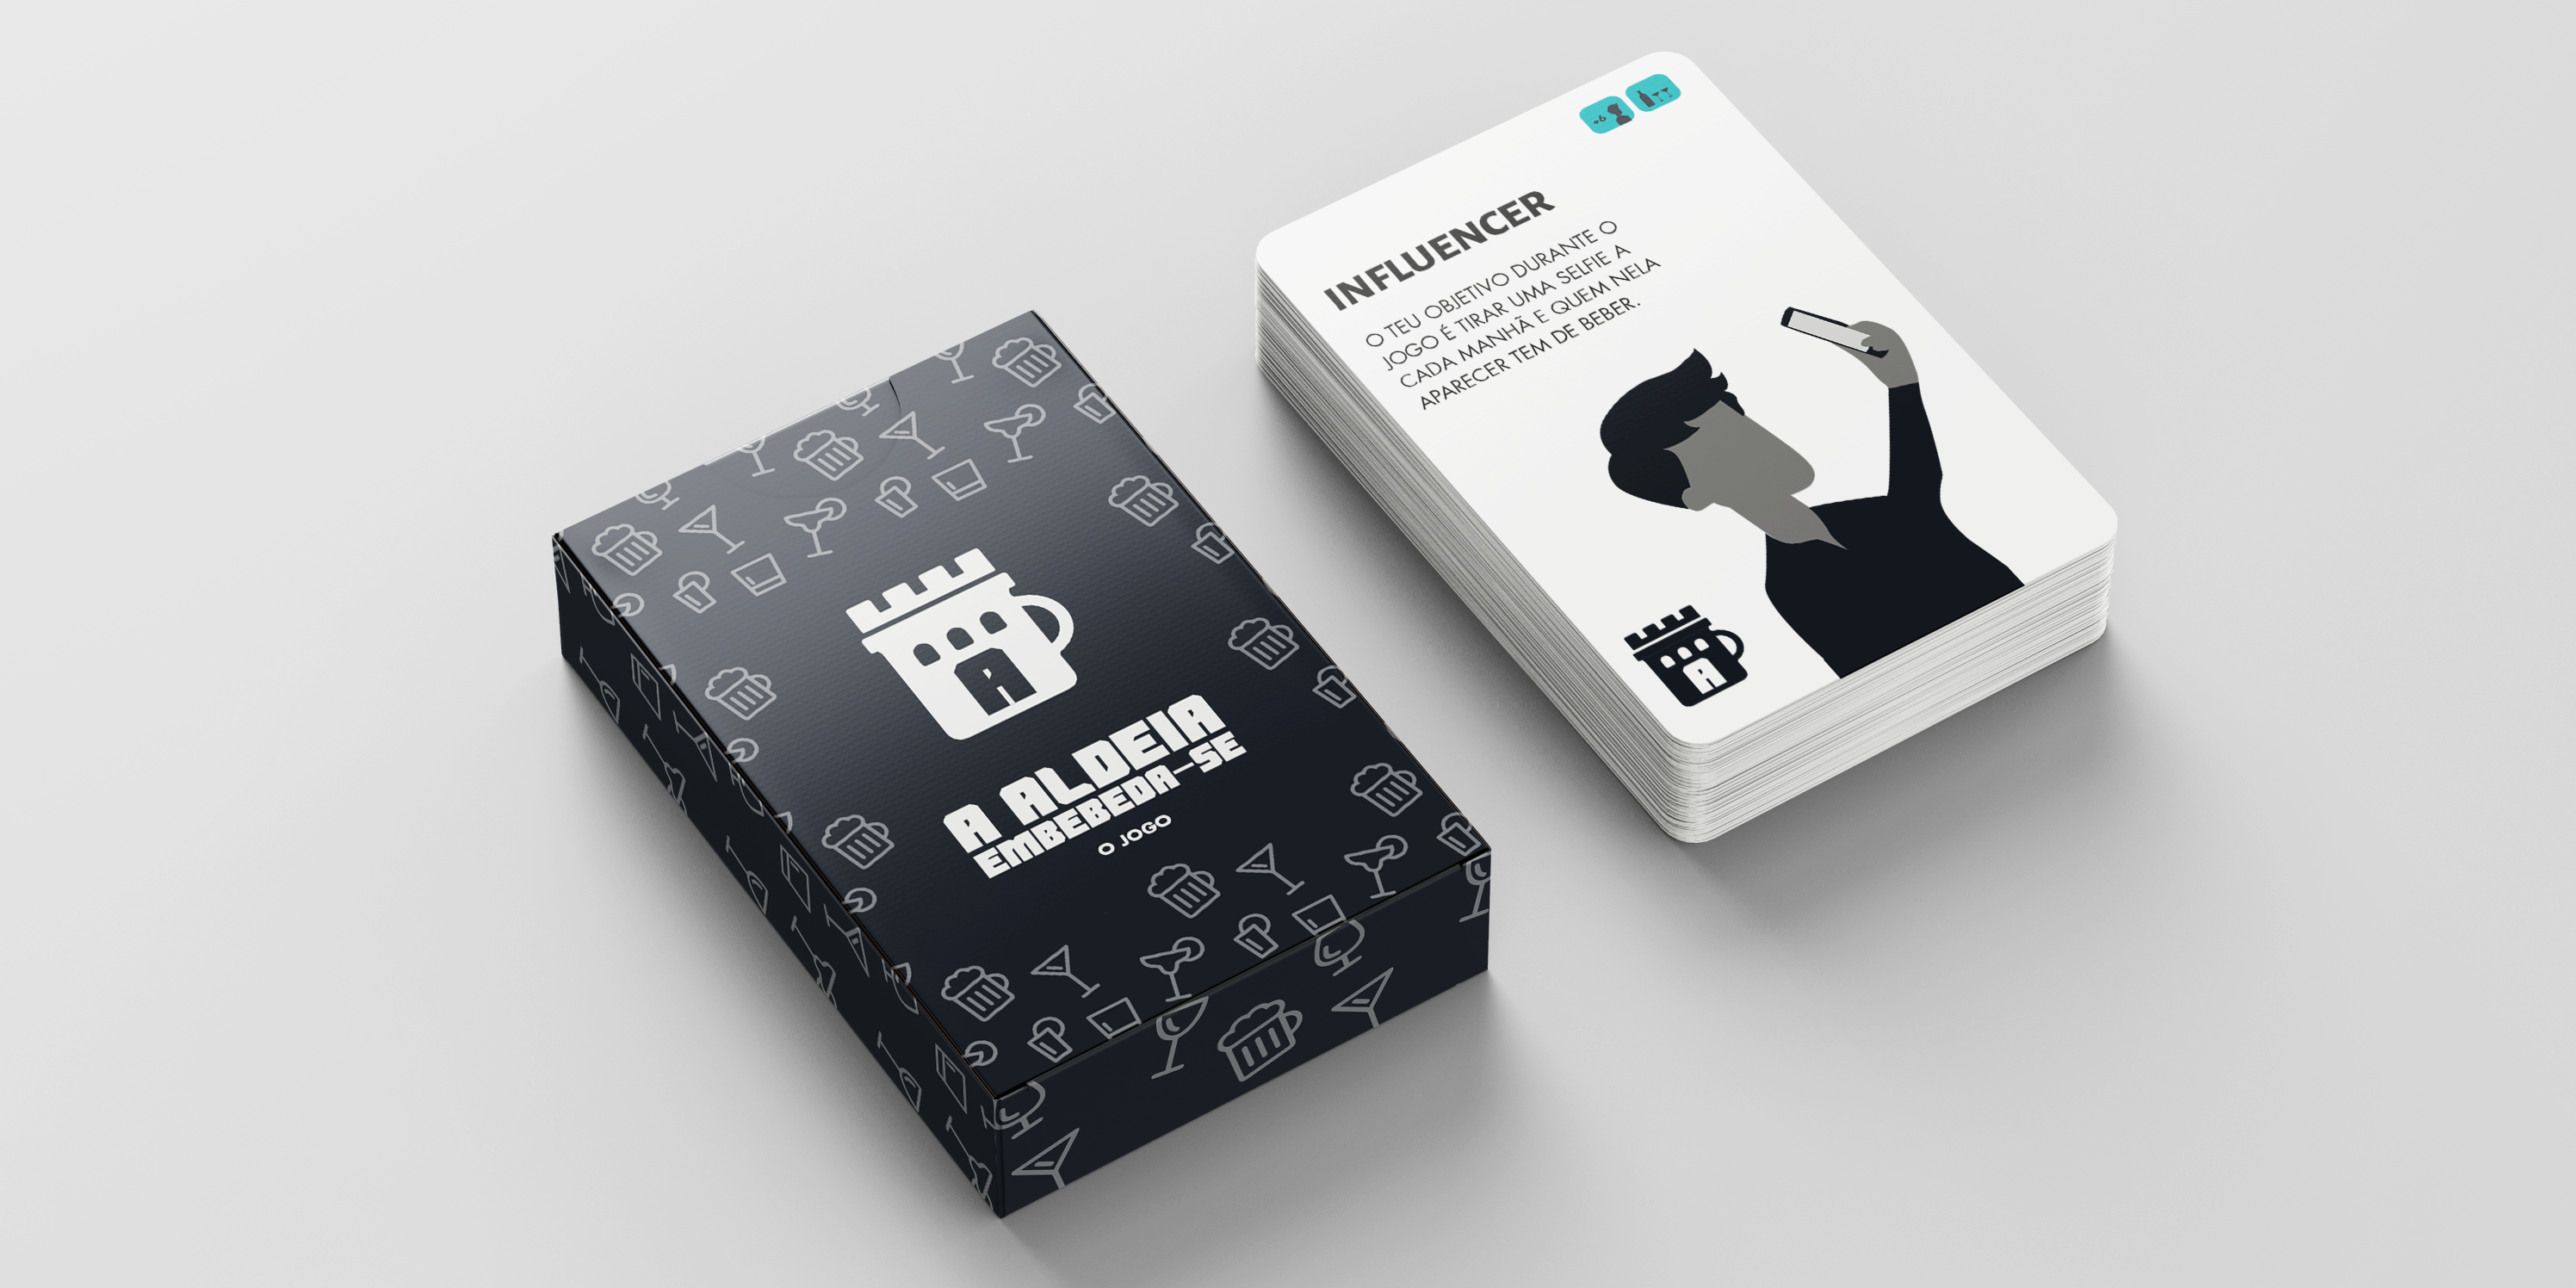 A
A ALDEIA
EMBEBEDA-SE
O JOGO
+6
INFLUENCER
O TEU OBJETIVO DURANTE O
JOGO É TIRAR UMA SELFIE A
CADA MANHÃ E QUEM NELA
APARECER TEM DE BEBER.
A